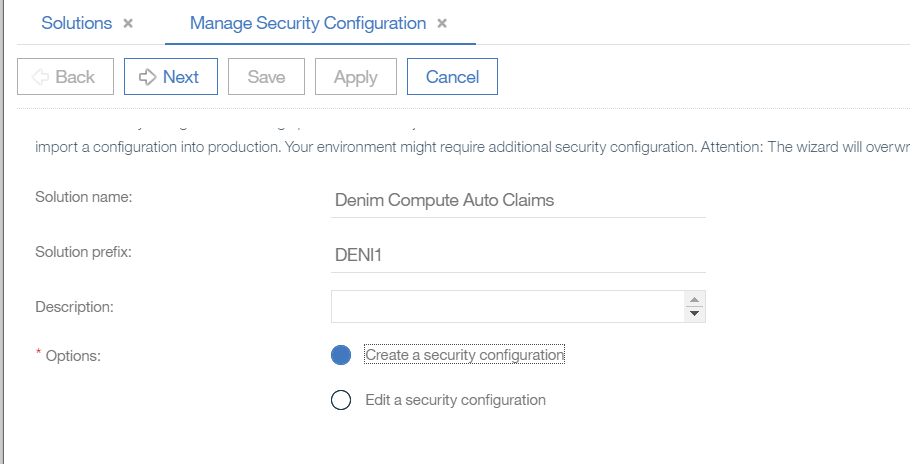 Solutions ×
Manage Security Configuration ×
Back
Next
Save
Apply
Cancel
import a configuration into production. Your environment might require additional security configuration. Attention: The wizard will overwr
Solution name:
Denim Compute Auto Claims
Solution prefix:
DENI1
Description:
* Options:
Create a security configuration
Edit a security configuration